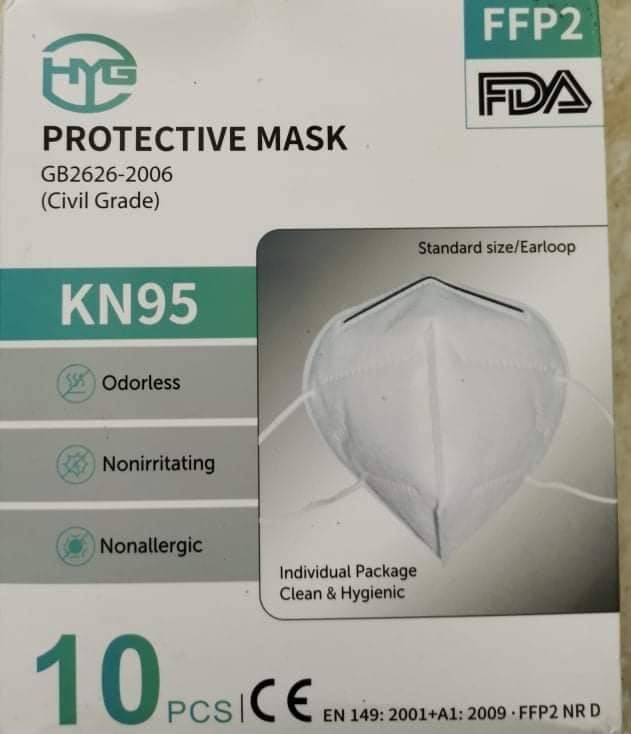 HYG
FFP2
FDA
PROTECTIVE MASK
GB2626-2006
(Civil Grade)
Standard size/Earloop
KN95
Odorless
Nonirritating
Nonallergic
Individual Package
Clean & Hygienic
10 PCS | CE EN 149: 2001+A1: 2009 · FFP2 NR D